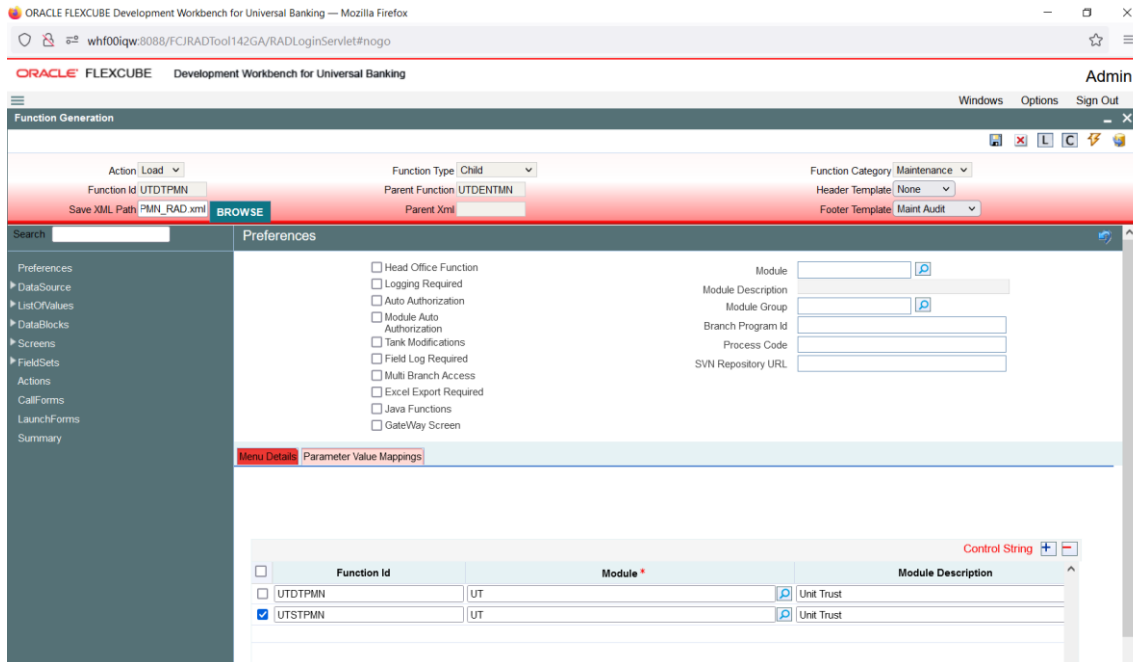 ORACLE FLEXCUBE Development Workbench for Universal Banking — Mozilla Firefox
whf00iqw:8088/FCJRADTool142GA/RADLoginServlet#nogo
ORACLE FLEXCUBE Development Workbench for Universal Banking Admin
Windows Options Sign Out
Function Generation
L C
Action Load Function Type Child Function Category Maintenance
Function Id UTDTPMN Parent Function UTDENTMN Header Template None
Save XML Path PMN_RAD.xml BROWSE Parent Xml Footer Template Maint Audit
Search Preferences
Preferences
DataSource
ListOfValues
DataBlocks
Screens
FieldSets
Actions
CallForms
LaunchForms
Summary
Head Office Function
Logging Required
Auto Authorization
Module Auto
Authorization
Tank Modifications
Field Log Required
Multi Branch Access
Excel Export Required
Java Functions
GateWay Screen
Module
Module Description
Module Group
Branch Program Id
Process Code
SVN Repository URL
Menu Details Parameter Value Mappings
Control String
Function Id Module * Module Description
UTDTPMN UT Unit Trust
UTSTPMN UT Unit Trust